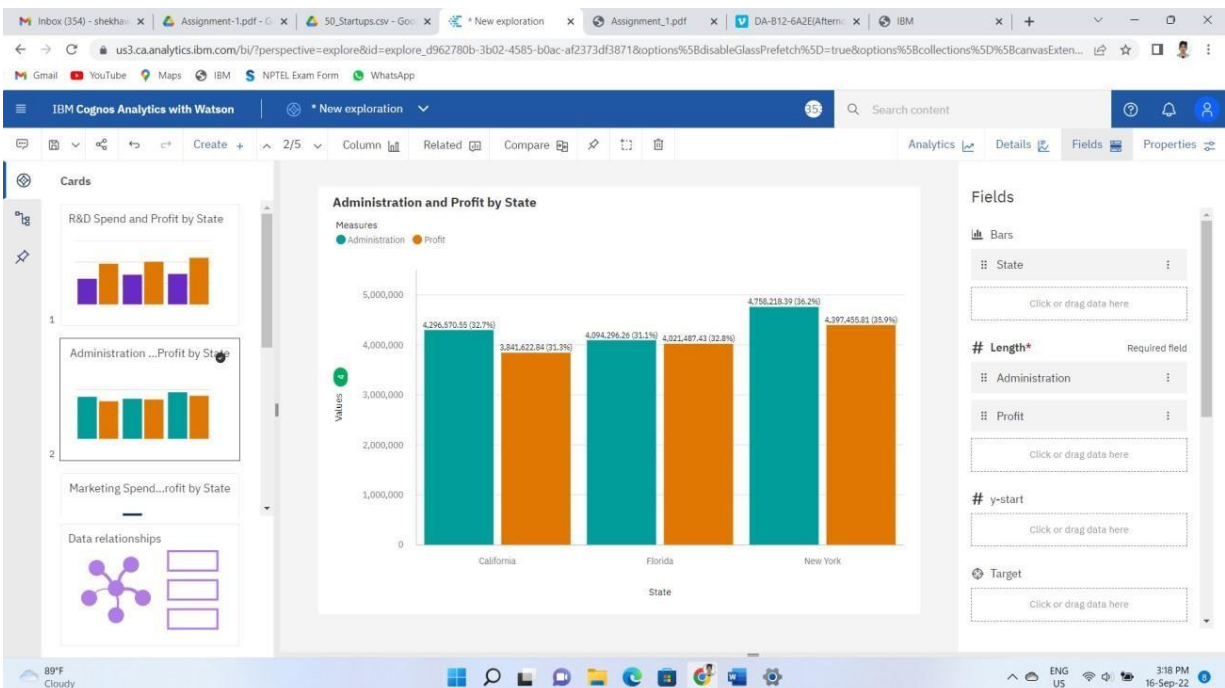 Inbox (354) - shekhav
Assignment-1.pdf - G
50_Startups.csv - Goo
* New exploration
Assignment_1.pdf
DA-B12-6A2E(Aftern
IBM
us3.ca.analytics.ibm.com/bi/?perspective=explore&id=explore_d962780b-3b02-4585-b0ac-af2373df3871&options%5BdisableGlassPrefetch%5D=true&options%5Bcollections%5D%5BcanvasExten...
Gmail YouTube Maps IBM NPTEL Exam Form WhatsApp
IBM Cognos Analytics with Watson
* New exploration
Search content
Create + 2/5 Column Related Compare
Analytics Details Fields Properties
Cards
R&D Spend and Profit by State
1
Administration ...Profit by State
2
Marketing Spend...rofit by State
Data relationships
Administration and Profit by State
Measures
Administration Profit
5,000,000
4,000,000
3,000,000
2,000,000
1,000,000
0
Values
4
4,296,570.55 (32.7%)
3,841,622.84 (31.3%)
4,094,296.26 (31.1%)
4,021,487.43 (32.8%)
4,758,218.39 (36.2%)
4,397,455.81 (35.9%)
California Florida New York
State
Fields
Bars
State
Click or drag data here
# Length* Required field
Administration
Profit
Click or drag data here
# y-start
Click or drag data here
Target
Click or drag data here
89°F
Cloudy
ENG
US
3:18 PM
16-Sep-22
8